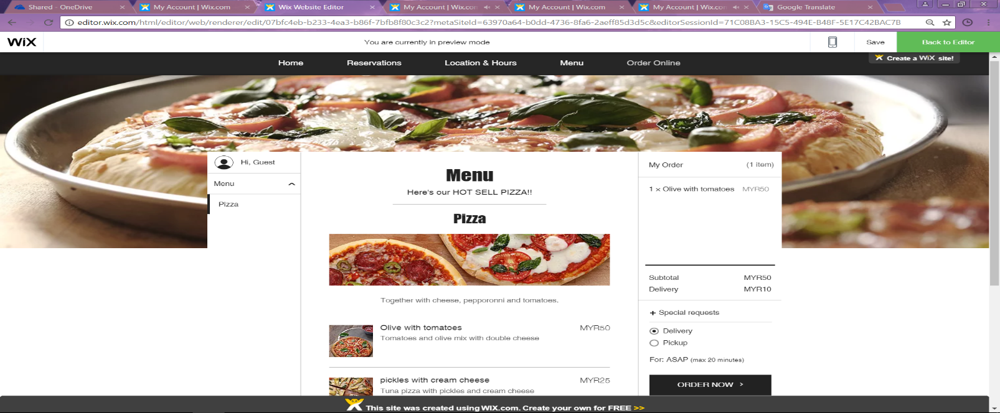 Shared - OneDrive
My Account | Wix.com
Wix Website Editor
My Account | Wix.con
My Account | Wix.com
My Account | Wix.con
Google Translate
editor.wix.com/html/editor/web/renderer/edit/07bfc4eb-b233-4ea3-b86f-7bfb8f80c3c2?metaSiteId=63970a64-b0dd-4736-8fa6-2aeff85d3d5c&editorSessionId=71C08BA3-15C5-494E-B48F-5E17C42BAC7B
WiX
You are currently in preview mode
Save
Back to Editor
Home
Reservations
Location & Hours
Menu
Order Online
Create a WiX site!
Hi, Guest
Menu
Pizza
Menu
Here's our HOT SELL PIZZA!!
Pizza
Together with cheese, pepporonni and tomatoes.
Olive with tomatoes MYR50
Tomatoes and olive mix with double cheese
pickles with cream cheese MYR25
Tuna pizza with pickles and cream cheese
My Order (1 item)
1 × Olive with tomatoes MYR50
Subtotal MYR50
Delivery MYR10
+ Special requests
Delivery
Pickup
For: ASAP (max 20 minutes)
ORDER NOW >
This site was created using WIX.com. Create your own for FREE >>